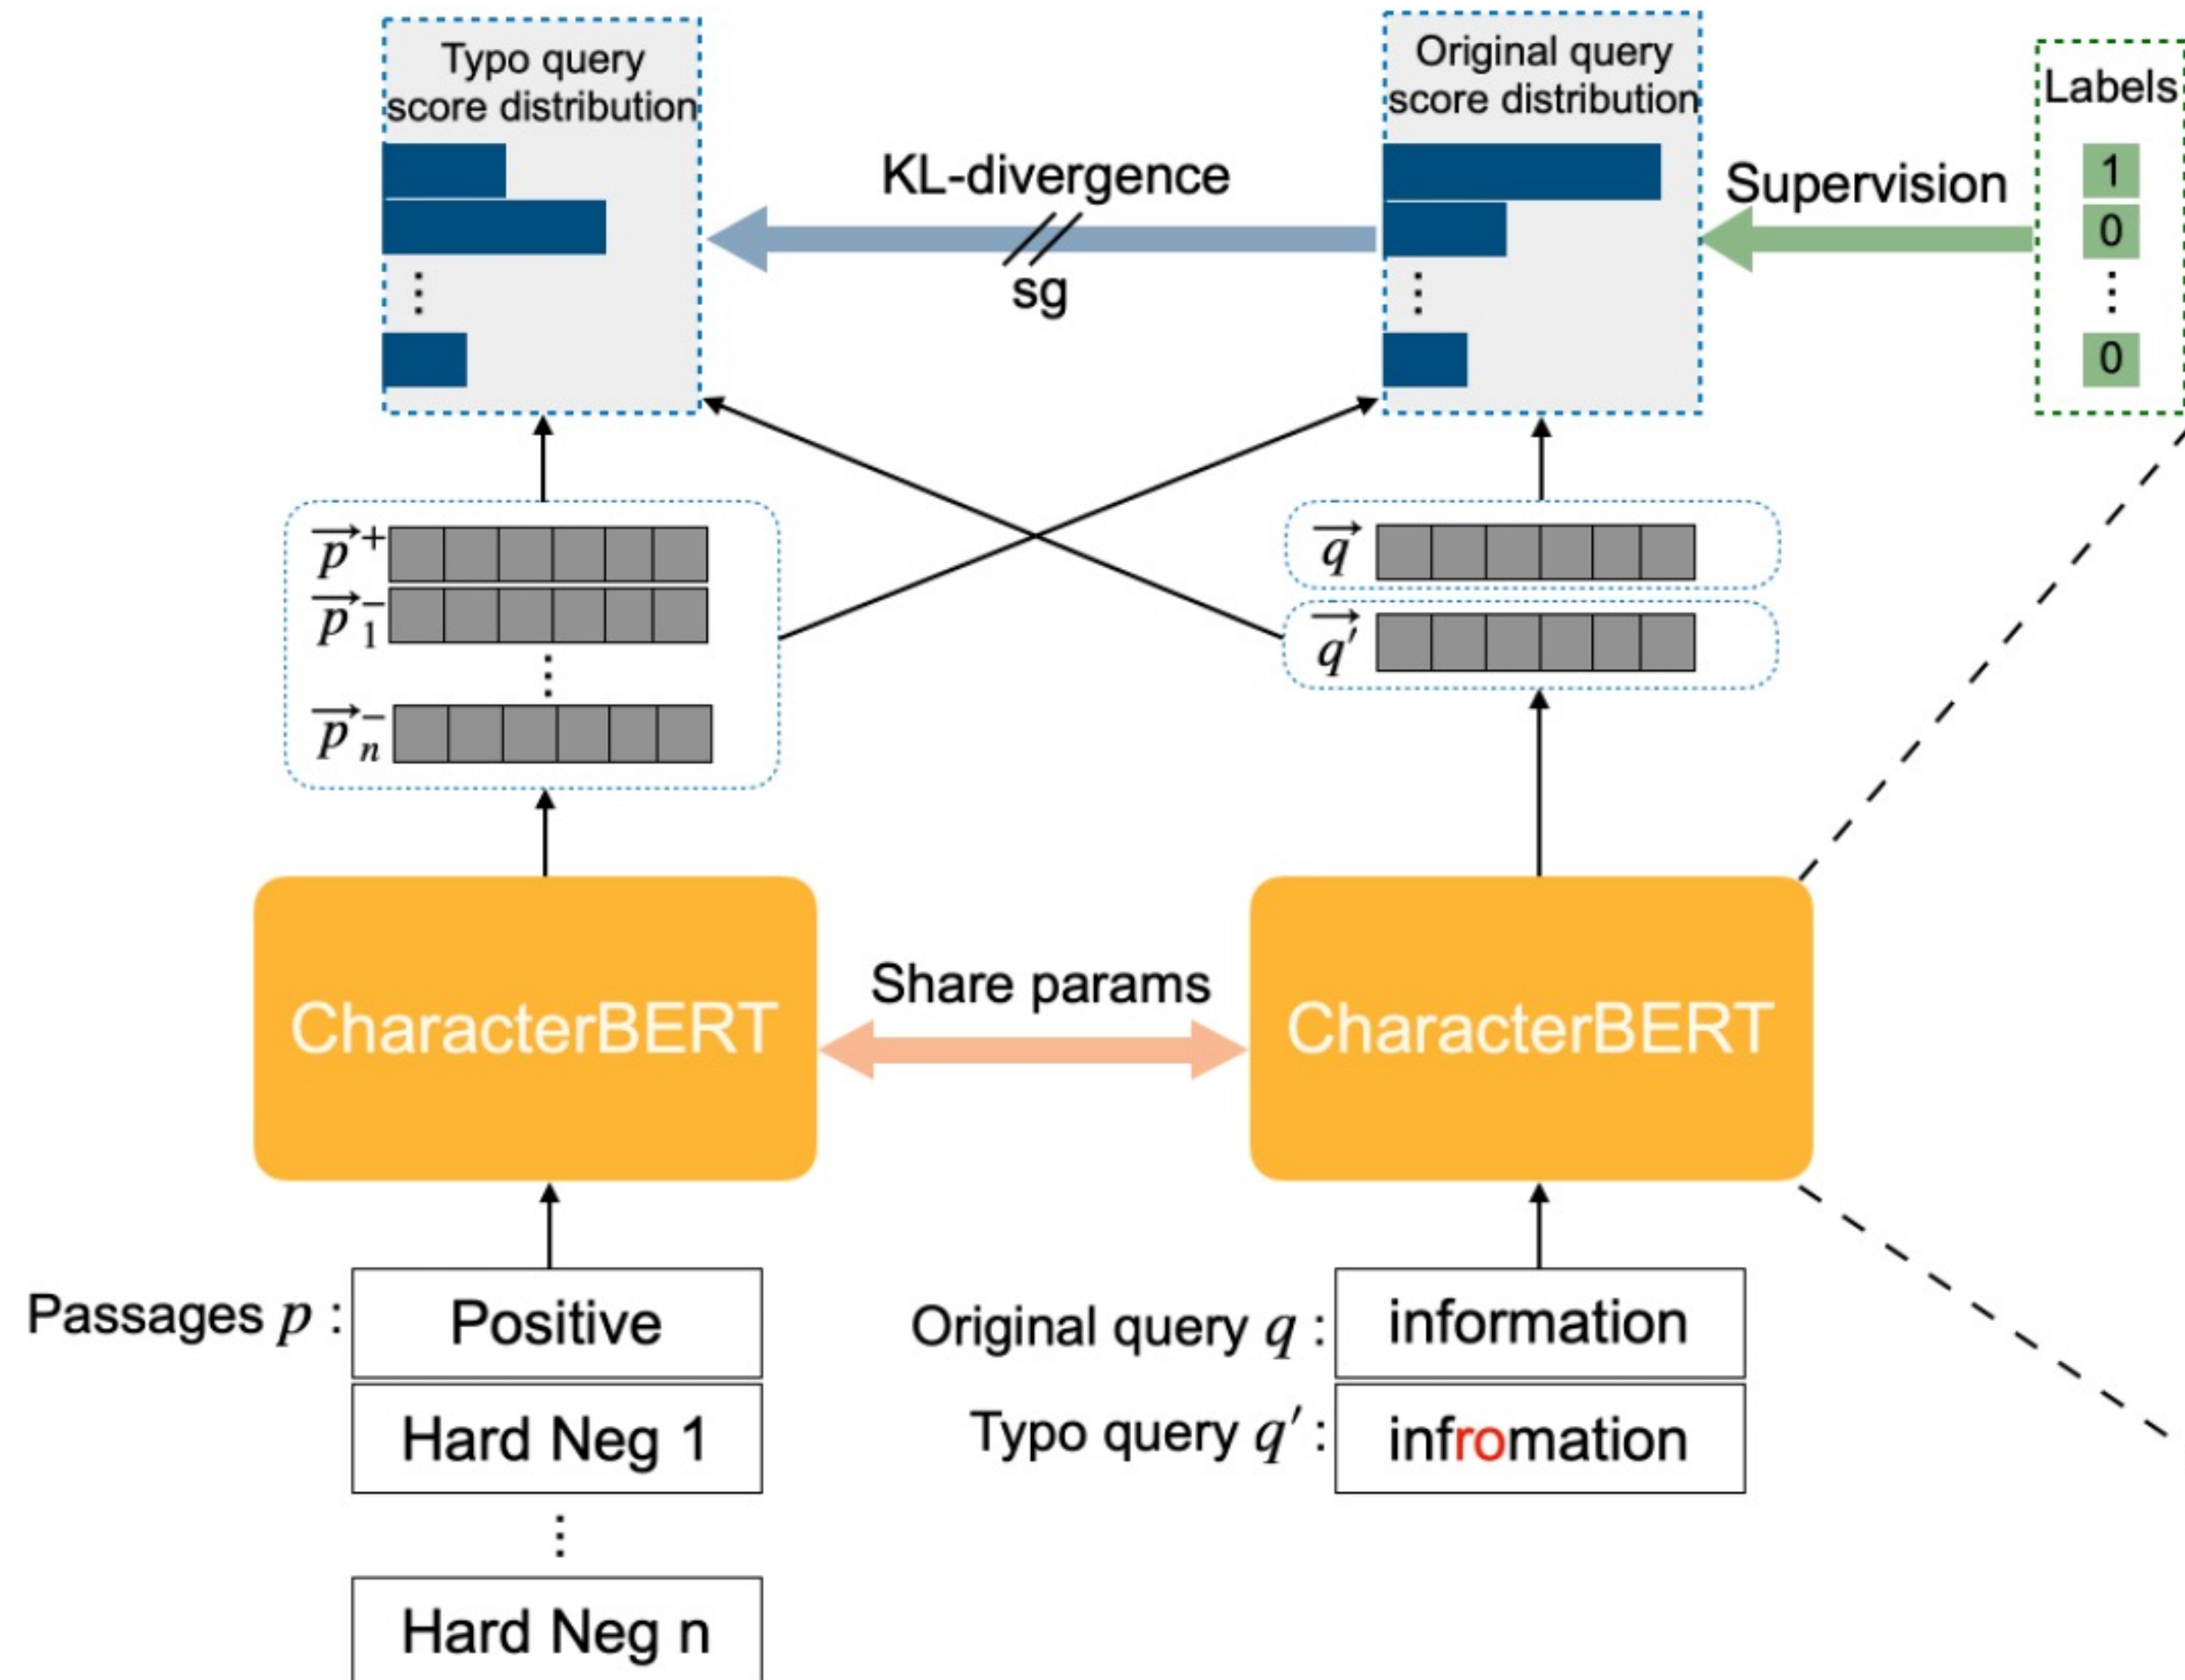 Typo query
score distribution
Original query
score distribution
Labels
KL-divergence
sg
Supervision
1
0
⋮
0
⋮
⋮
p⃗⁺
p⃗⁻₁
⋮
p⃗⁻ₙ
q⃗
q⃗′
CharacterBERT
Share params
CharacterBERT
Passages p :
Positive
Hard Neg 1
⋮
Hard Neg n
Original query q :
information
Typo query q′ :
infromation